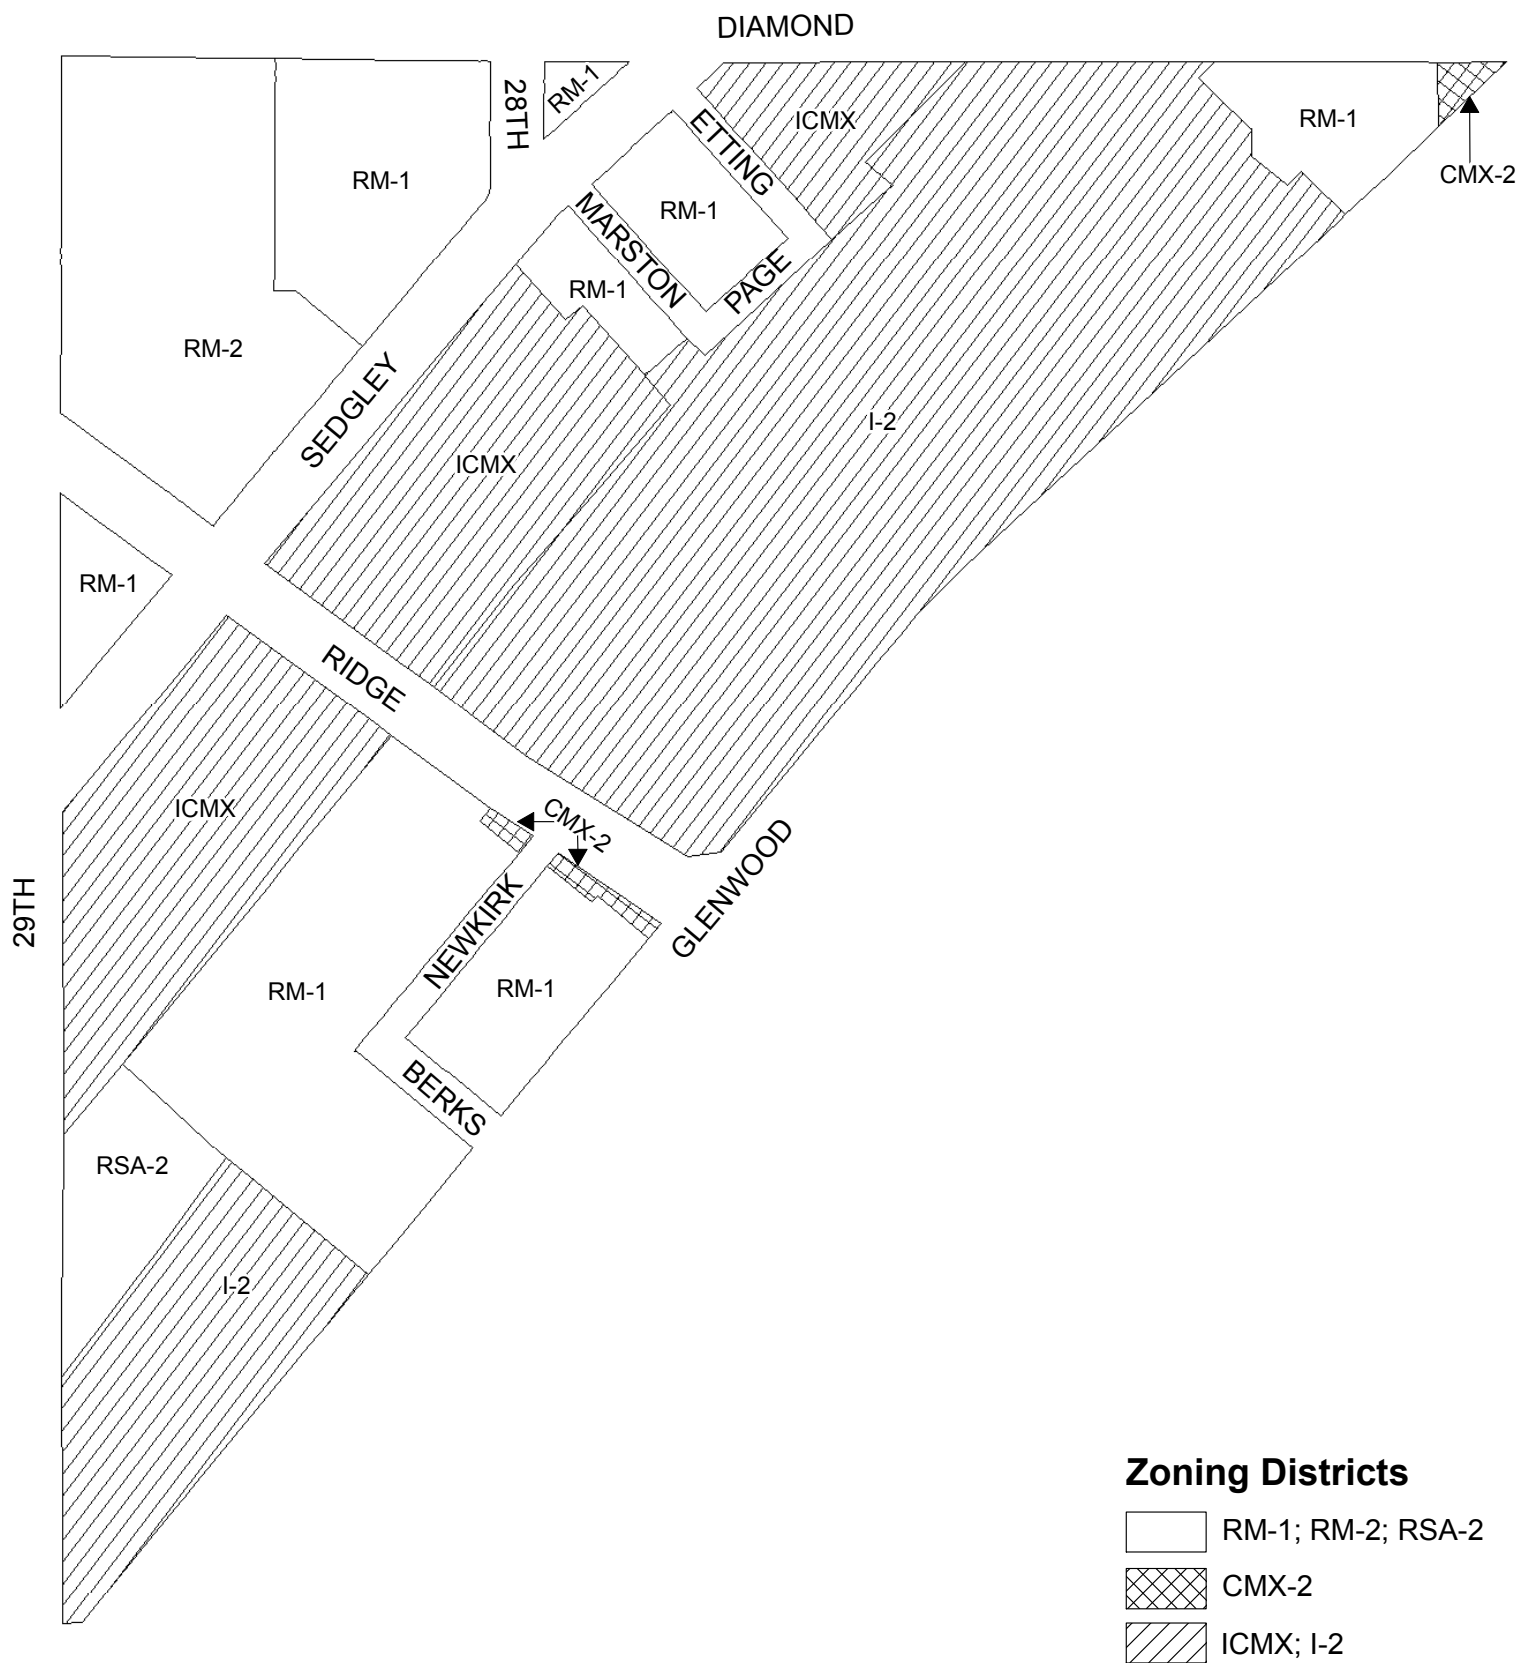 DIAMOND
28TH
RM-1
ETTING
ICMX
RM-1
CMX-2
RM-1
RM-1
MARSTON
RM-1
PAGE
RM-2
SEDGLEY
ICMX
I-2
RM-1
RIDGE
ICMX
CMX-2
GLENWOOD
29TH
NEWKIRK
RM-1
RM-1
BERKS
RSA-2
I-2
Zoning Districts
RM-1; RM-2; RSA-2
CMX-2
ICMX; I-2